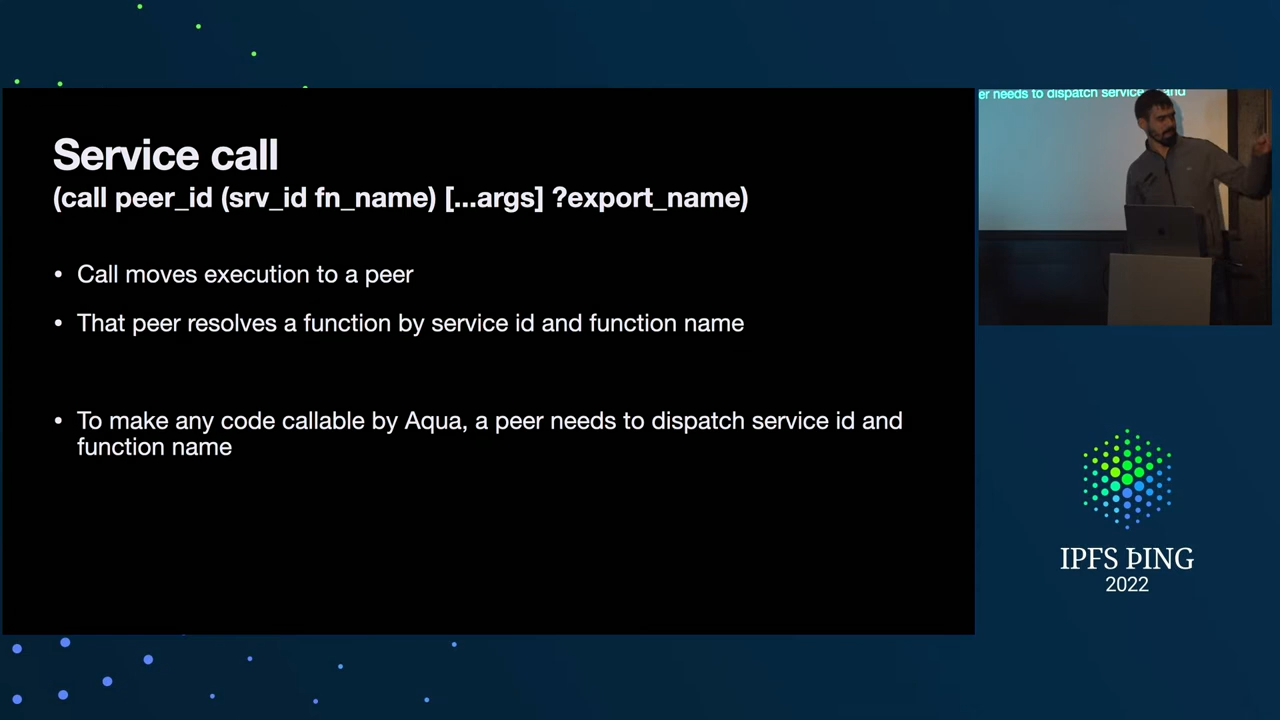 Service call
(call peer_id (srv_id fn_name) [...args] ?export_name)
• Call moves execution to a peer
• That peer resolves a function by service id and function name
• To make any code callable by Aqua, a peer needs to dispatch service id and
function name
er needs to dispatch service and
IPFS ÞING
2022